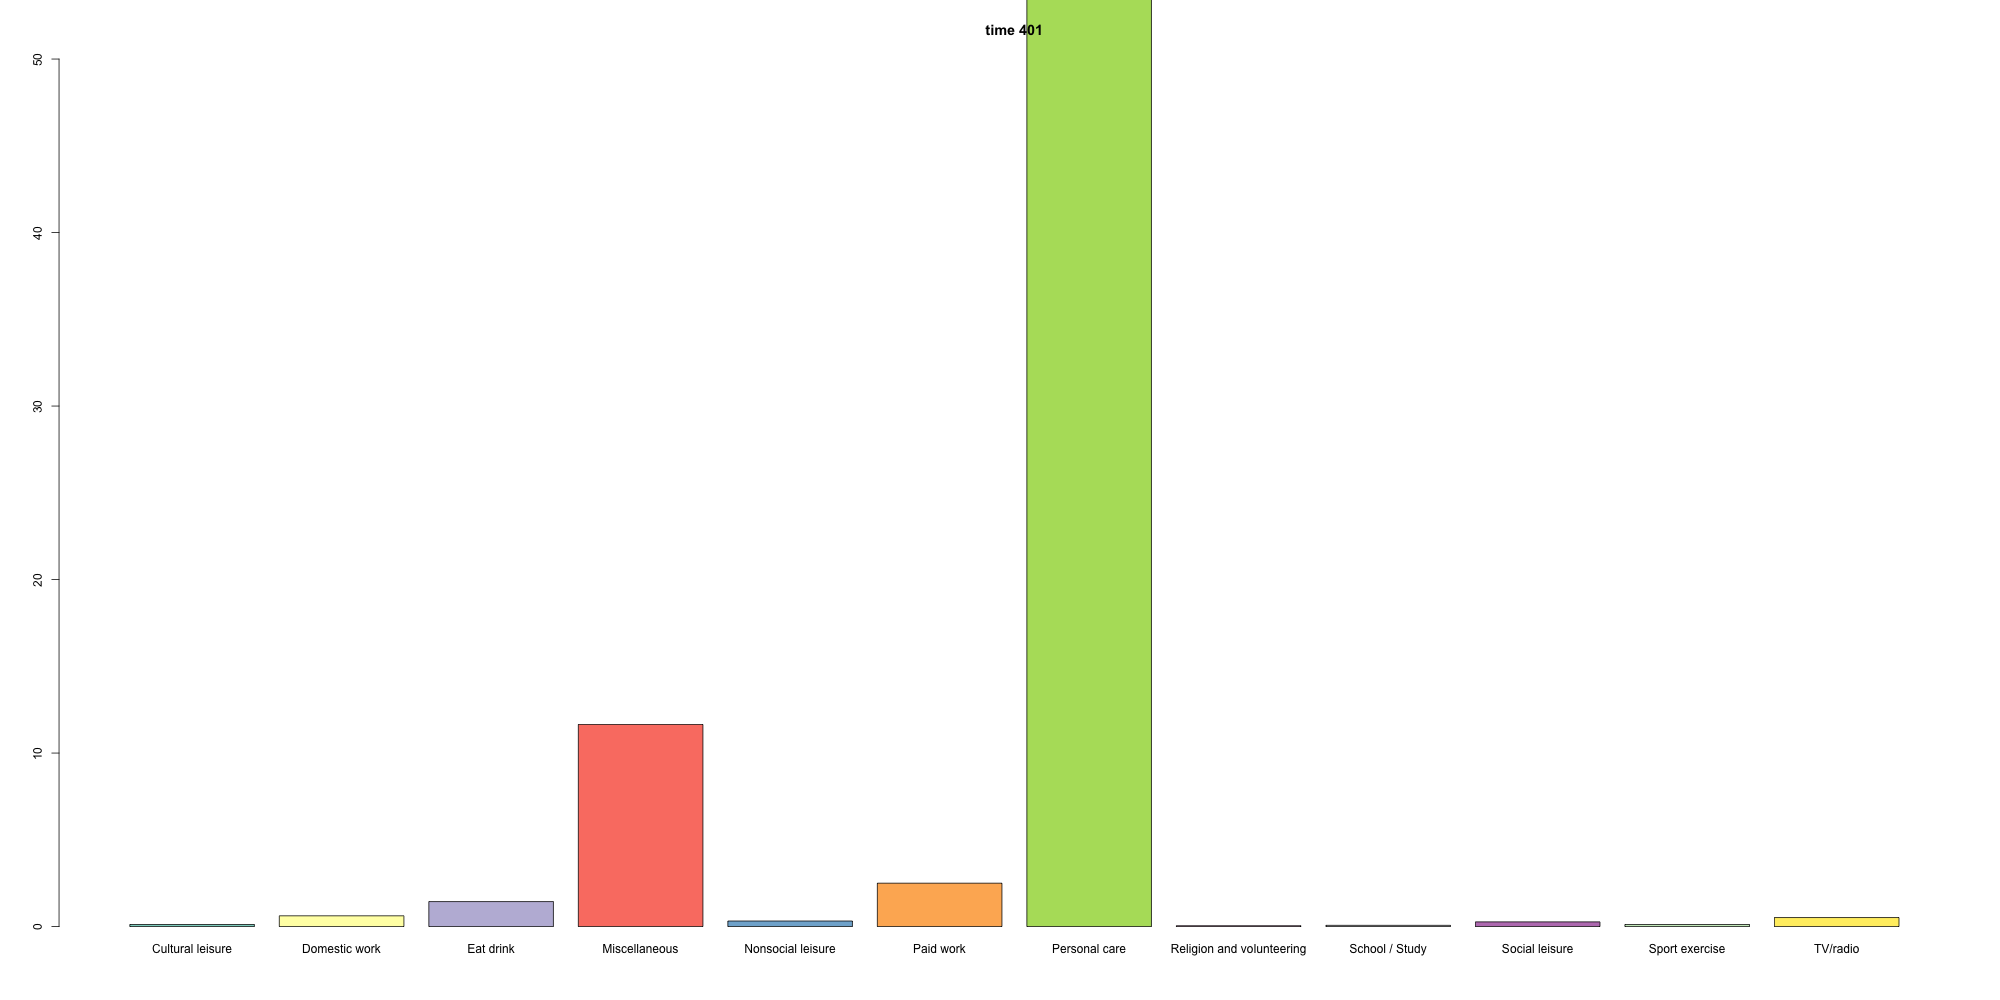 time 401
50
40
30
20
10
0
Cultural leisure
Domestic work
Eat drink
Miscellaneous
Nonsocial leisure
Paid work
Personal care
Religion and volunteering
School / Study
Social leisure
Sport exercise
TV/radio